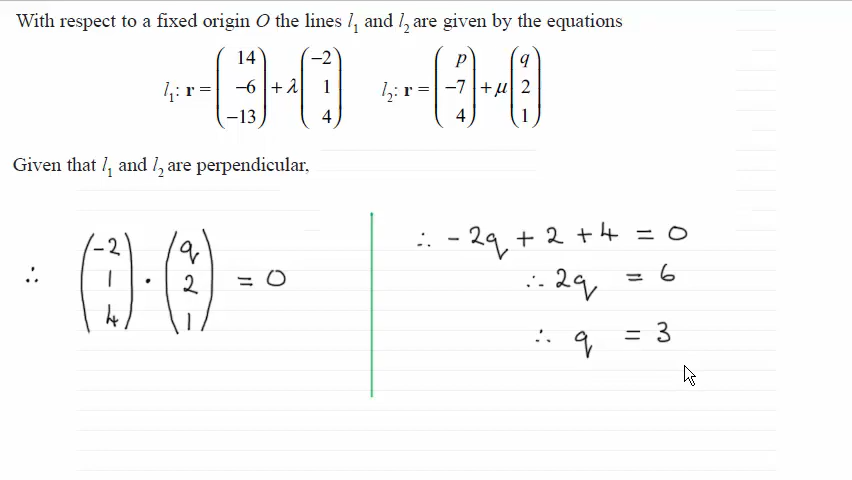 With respect to a fixed origin O the lines l₁ and l₂ are given by the equations
l₁: r = (14 −6 −13) + λ (−2 1 4) l₂: r = (p −7 4) + μ (q 2 1)
Given that l₁ and l₂ are perpendicular,
∴ (−2 1 4) · (q 2 1) = 0
∴ −2q + 2 + 4 = 0
∴ 2q = 6
∴ q = 3